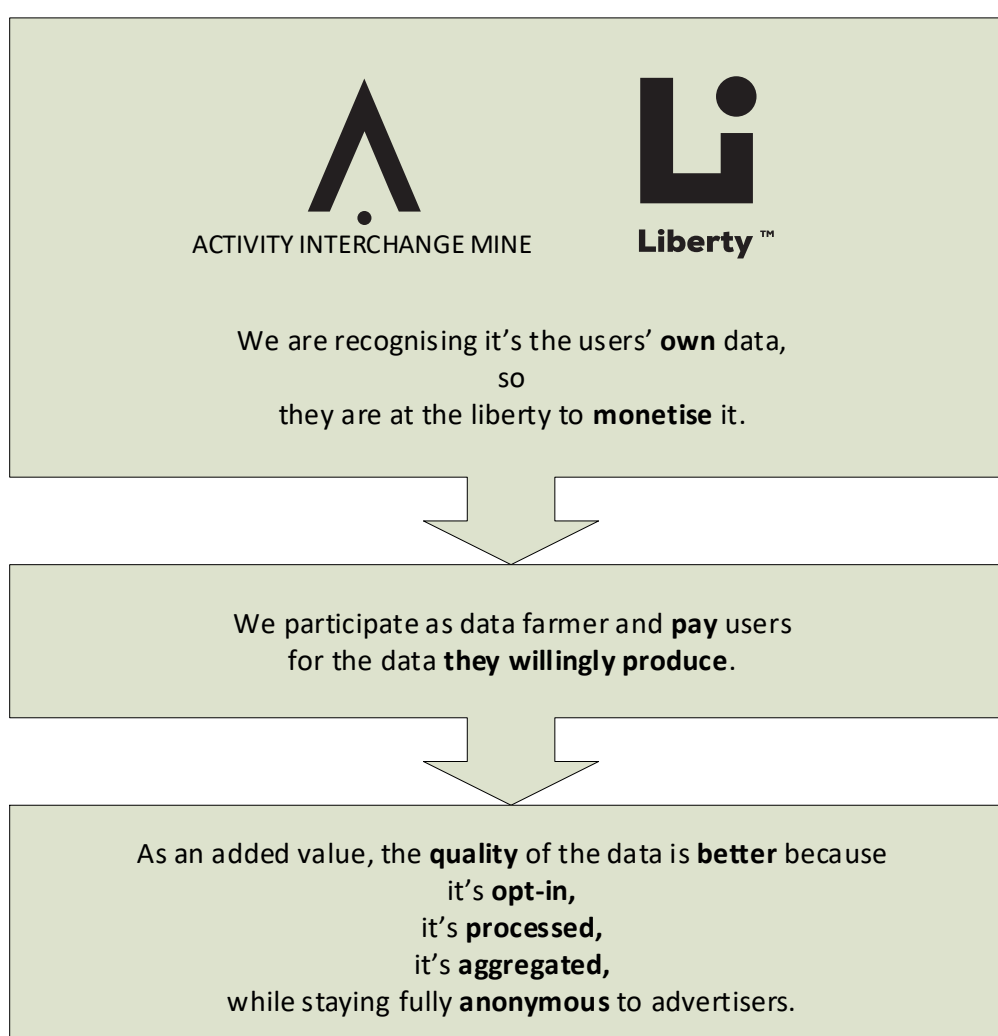 Li
ACTIVITY INTERCHANGE MINE
Liberty™
We are recognising it’s the users’ own data,
so
they are at the liberty to monetise it.
We participate as data farmer and pay users
for the data they willingly produce.
As an added value, the quality of the data is better because
it’s opt-in,
it’s processed,
it’s aggregated,
while staying fully anonymous to advertisers.